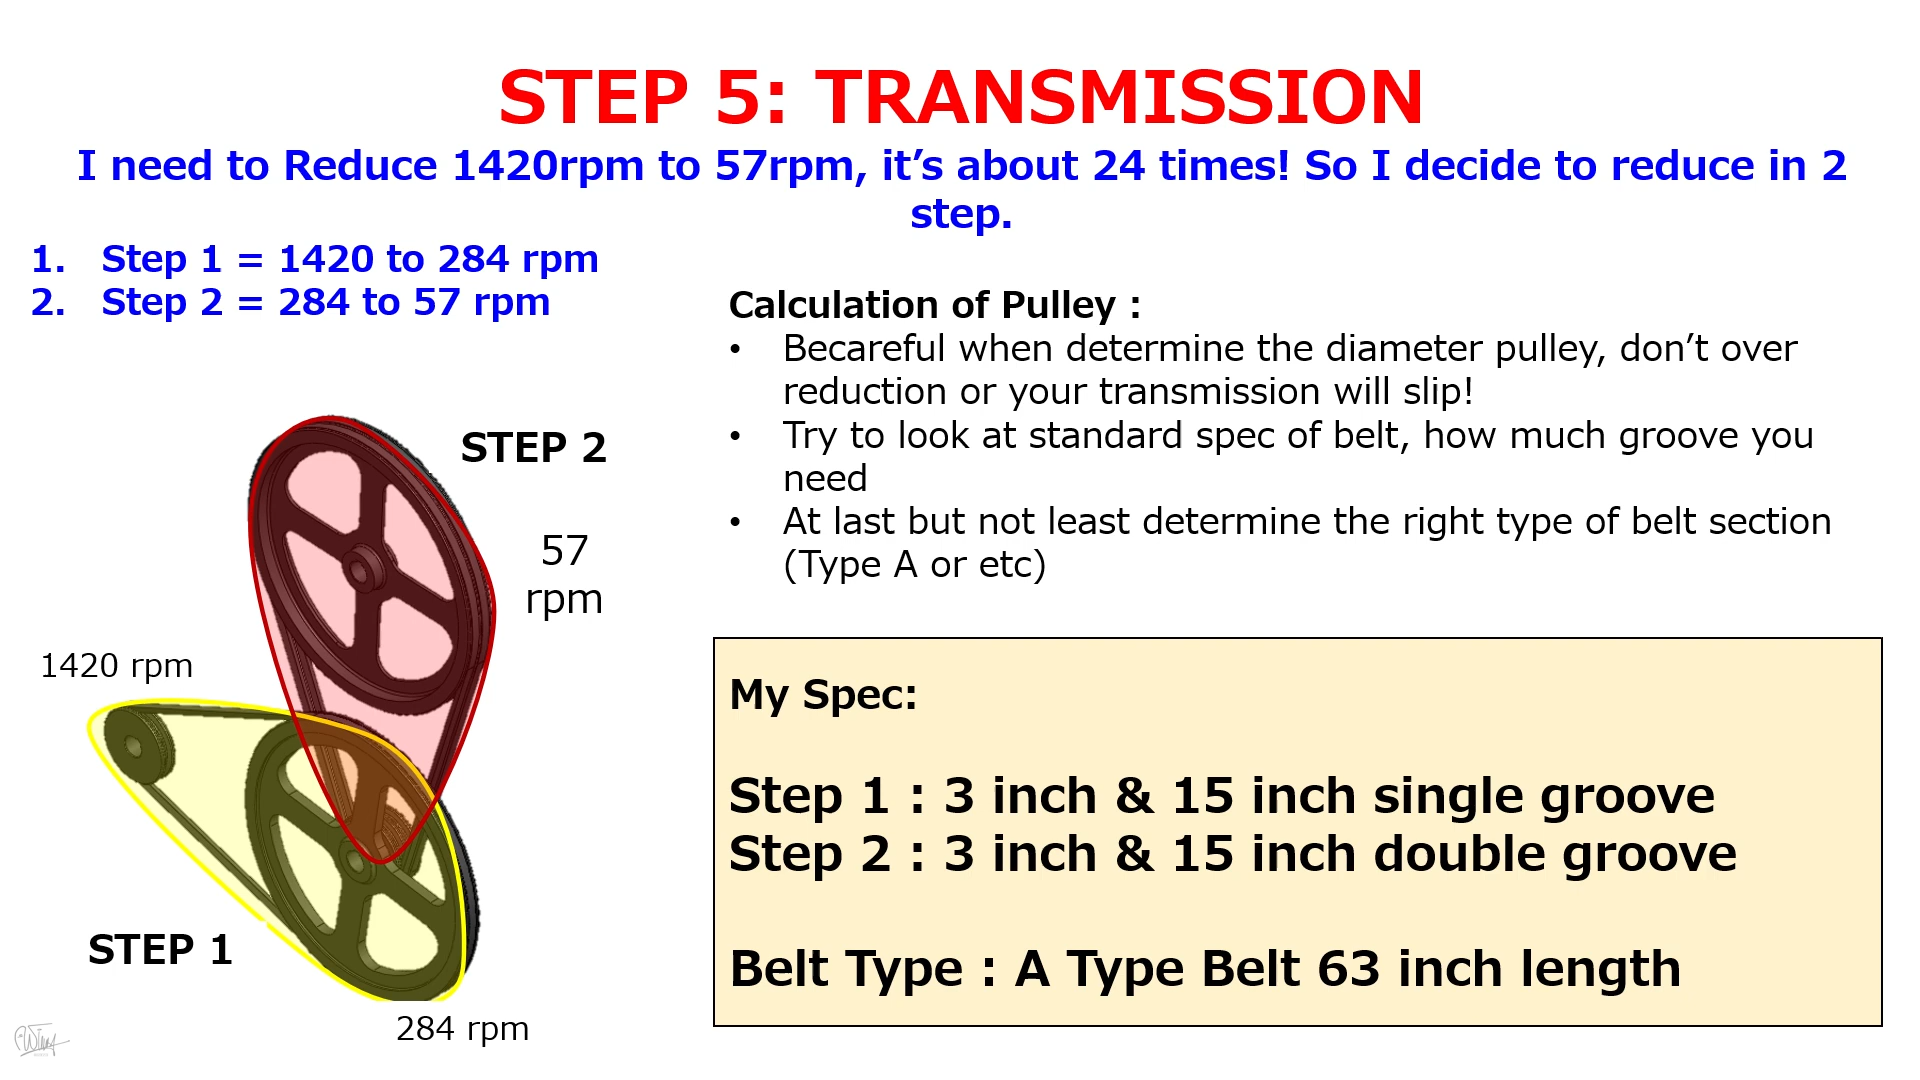 STEP 5: TRANSMISSION
I need to Reduce 1420rpm to 57rpm, it’s about 24 times! So I decide to reduce in 2
step.
1. Step 1 = 1420 to 284 rpm
2. Step 2 = 284 to 57 rpm
Calculation of Pulley :
• Becareful when determine the diameter pulley, don’t over
reduction or your transmission will slip!
• Try to look at standard spec of belt, how much groove you
need
• At last but not least determine the right type of belt section
(Type A or etc)
STEP 2
57
rpm
1420 rpm
STEP 1
284 rpm
My Spec:
Step 1 : 3 inch & 15 inch single groove
Step 2 : 3 inch & 15 inch double groove
Belt Type : A Type Belt 63 inch length